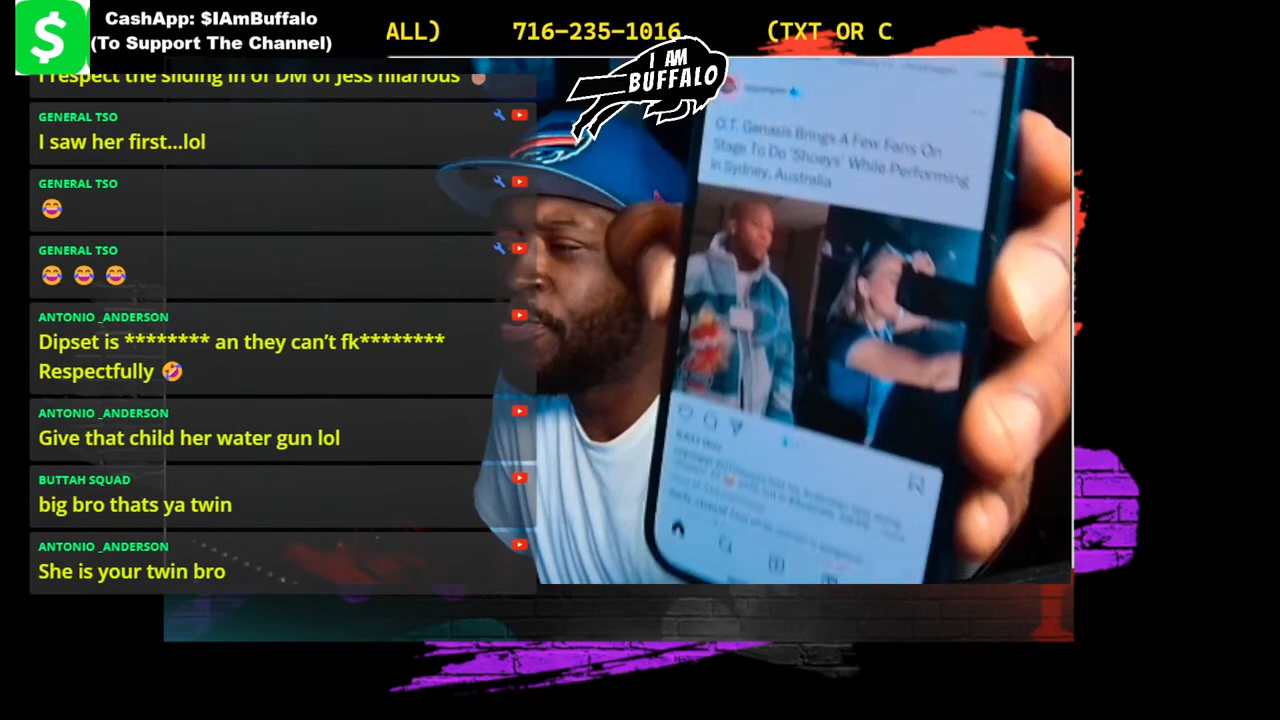 CashApp: $IAmBuffalo
(To Support The Channel)
ALL) 716-235-1016 (TXT OR C
I AM
BUFFALO
I respect the sliding in of DM of Jess hilarious
GENERAL TSO
I saw her first...lol
GENERAL TSO
😂
GENERAL TSO
😂 😂 😂
ANTONIO _ANDERSON
Dipset is ******** an they can’t fk********
Respectfully 🤣
ANTONIO _ANDERSON
Give that child her water gun lol
BUTTAH SQUAD
big bro thats ya twin
ANTONIO _ANDERSON
She is your twin bro
O.T. Genasis Brings A Few Fans On
Stage To Do 'Shoeys' While Performing
In Sydney, Australia